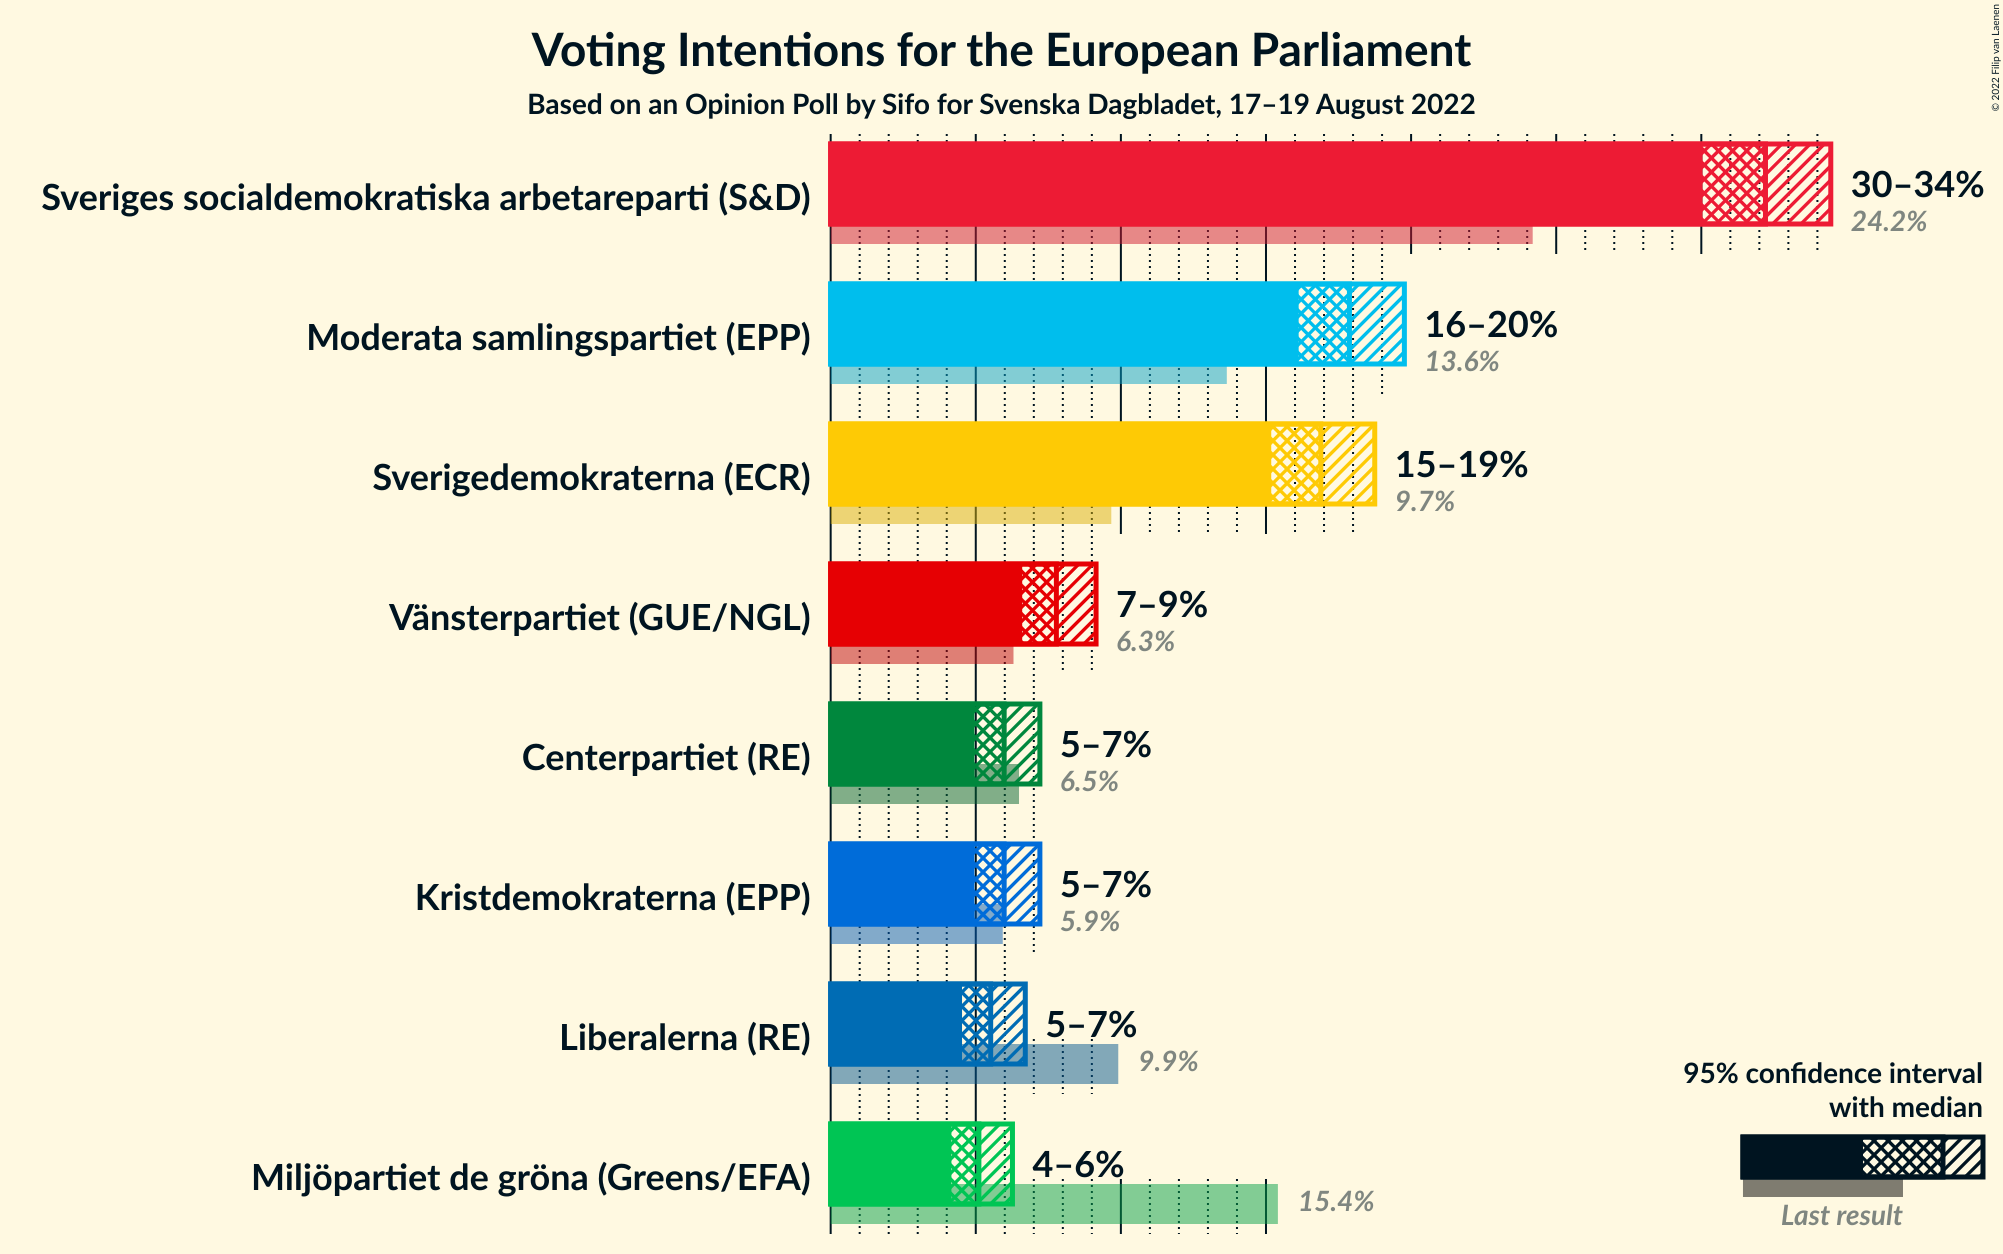 Voting Intentions for the European Parliament
Based on an Opinion Poll by Sifo for Svenska Dagbladet, 17–19 August 2022
© 2022 Filip van Laenen
Sveriges socialdemokratiska arbetareparti (S&D)
30–34%
24.2%
Moderata samlingspartiet (EPP)
16–20%
13.6%
Sverigedemokraterna (ECR)
15–19%
9.7%
Vänsterpartiet (GUE/NGL)
7–9%
6.3%
Centerpartiet (RE)
5–7%
6.5%
Kristdemokraterna (EPP)
5–7%
5.9%
Liberalerna (RE)
5–7%
9.9%
Miljöpartiet de gröna (Greens/EFA)
4–6%
15.4%
95% confidence interval
with median
Last result